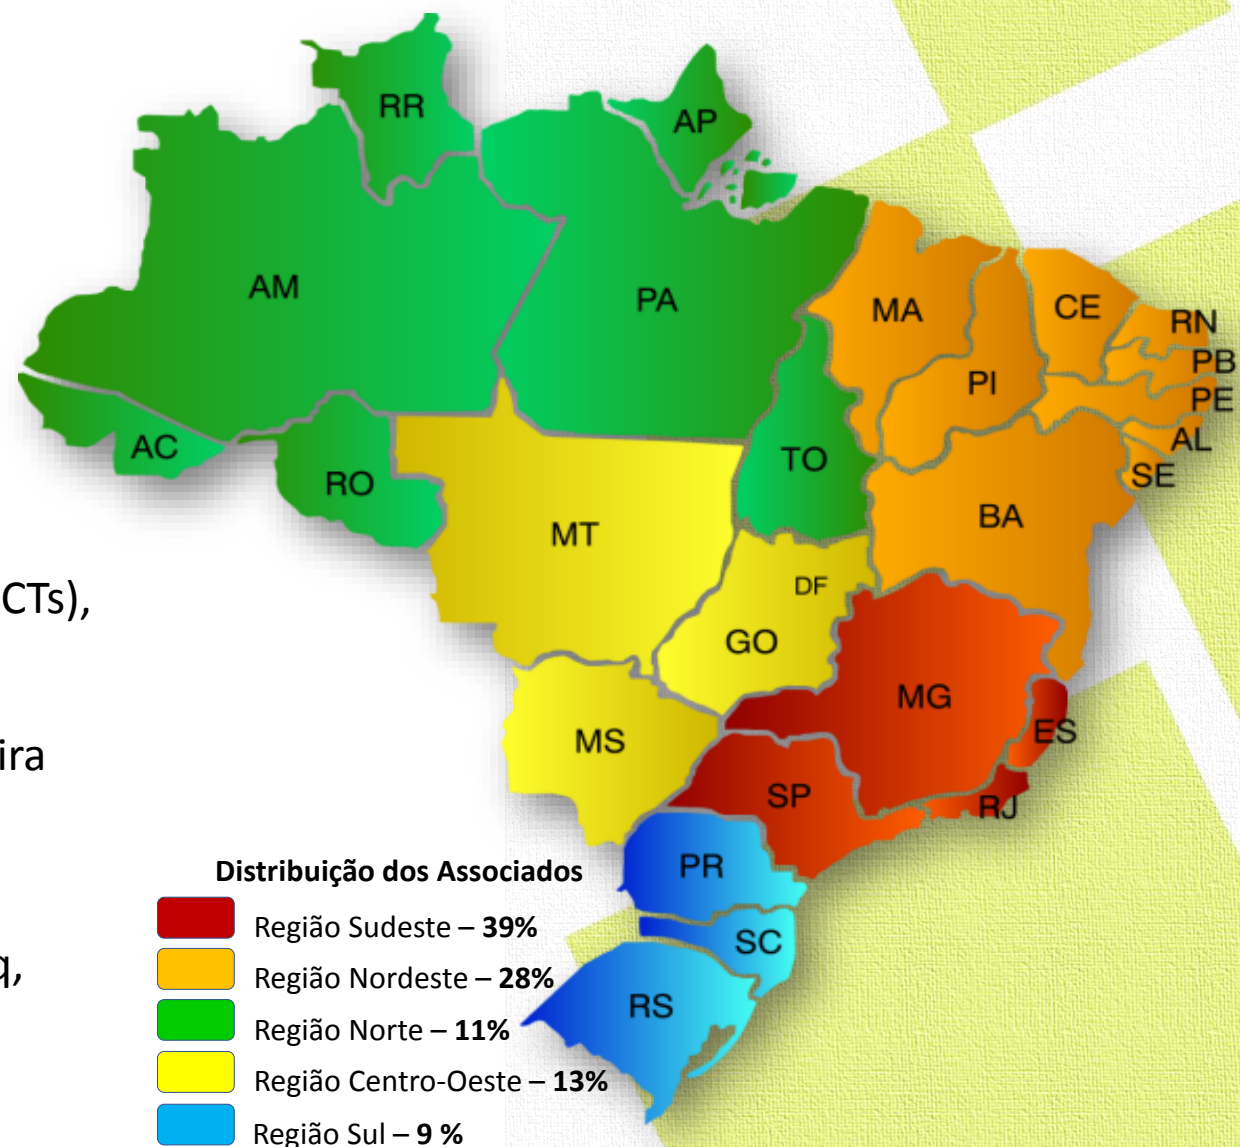 RR
AP
AM
PA
MA
CE
RN
PB
PI
PE
AL
AC
TO
SE
RO
BA
MT
DF
CTs),
GO
MG
ES
MS
ira
SP
RJ
PR
Distribuição dos Associados
Região Sudeste – 39%
SC
Região Nordeste – 28%
q,
RS
Região Norte – 11%
Região Centro-Oeste – 13%
Região Sul – 9 %